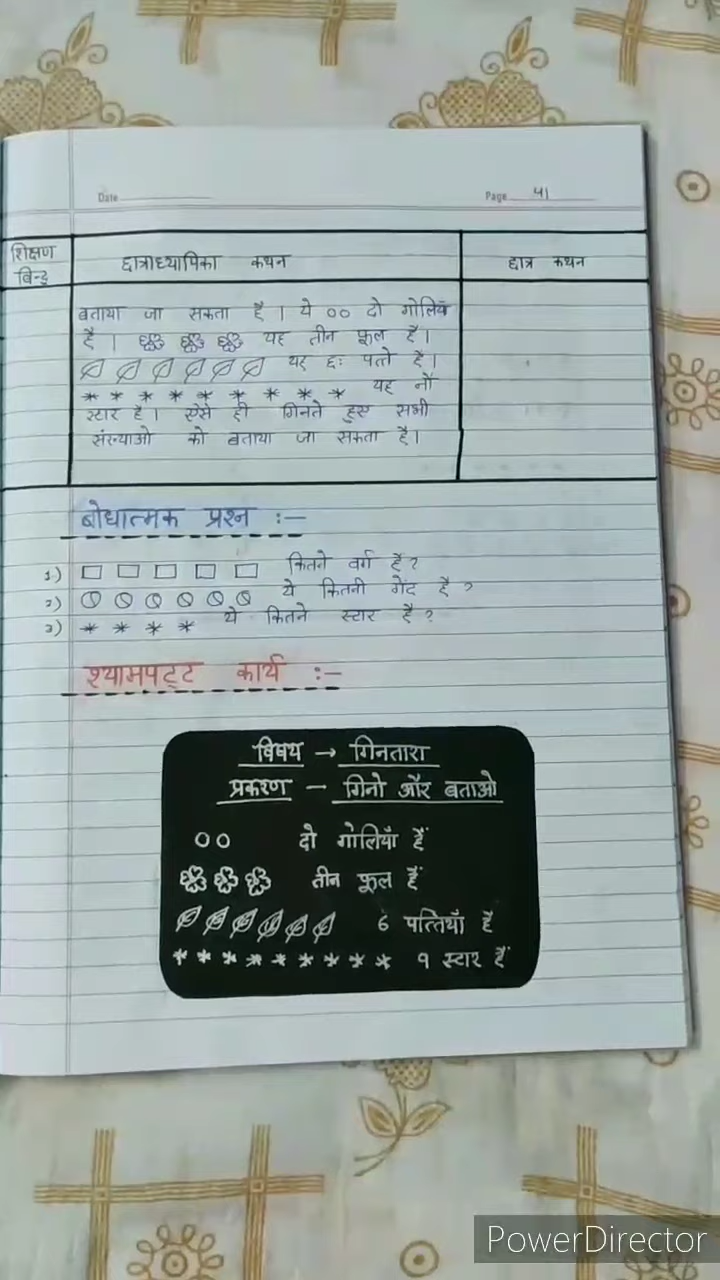 Date
Page 41
शिक्षण बिन्दु
छात्राध्यापिका कथन
छात्र कथन
बताया जा सकता है। ये ०० दो गोलियाँ
है। यह तीन फूल है।
यह छः पत्ते है।
* * * * * * * * * यह नौ
स्टार है। ऐसे ही गिनते हुए सभी
संख्याओ को बताया जा सकता है।
बोधात्मक प्रश्न :-
1) □ □ □ □ □ कितने वर्ग है?
2) ये कितनी गेंद है?
3) * * * * ये कितने स्टार है?
श्यामपट्ट कार्य :-
विषय → गिनतारा
प्रकरण - गिनो और बताओ
०० दो गोलियाँ हैं
तीन फूल हैं
6 पत्तियाँ हैं
* * * * * * * * * 9 स्टार हैं
PowerDirector